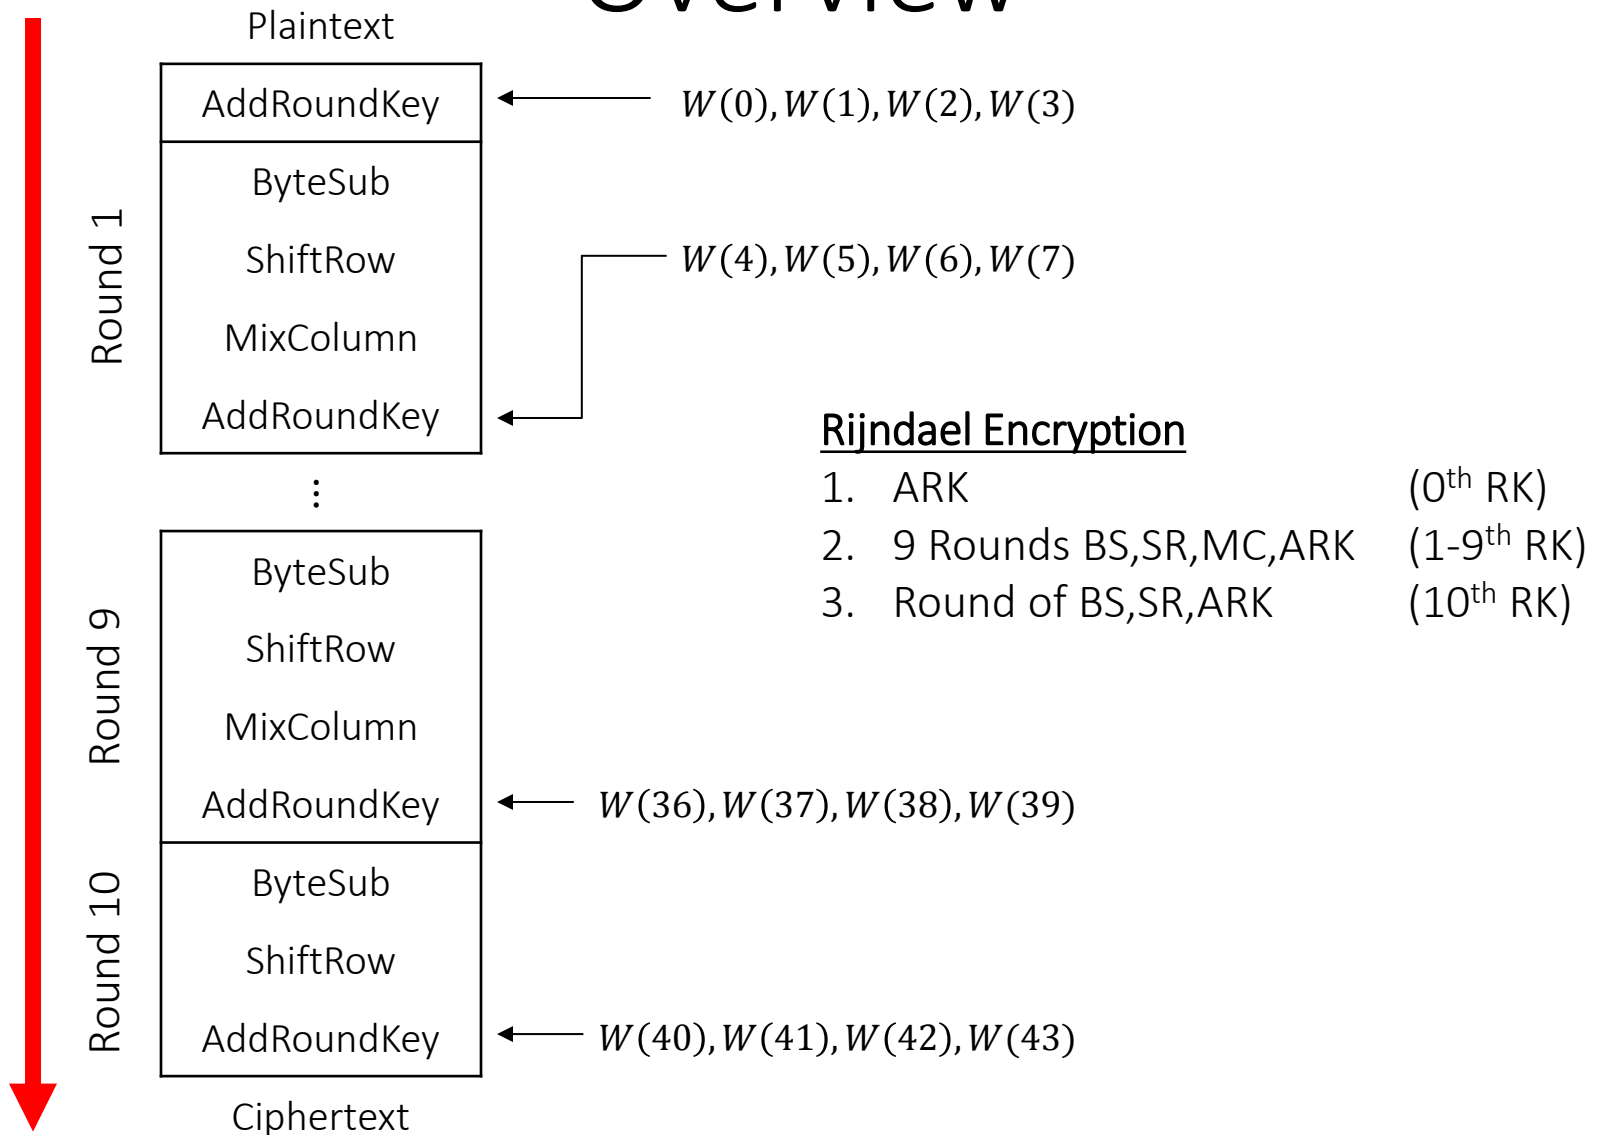 Overview
Plaintext
AddRoundKey
W(0), W(1), W(2), W(3)
Round 1
ByteSub
ShiftRow
W(4), W(5), W(6), W(7)
MixColumn
AddRoundKey
Rijndael Encryption
1. ARK (0th RK)
2. 9 Rounds BS,SR,MC,ARK (1-9th RK)
3. Round of BS,SR,ARK (10th RK)
⋮
Round 9
ByteSub
ShiftRow
MixColumn
AddRoundKey
W(36), W(37), W(38), W(39)
Round 10
ByteSub
ShiftRow
AddRoundKey
W(40), W(41), W(42), W(43)
Ciphertext